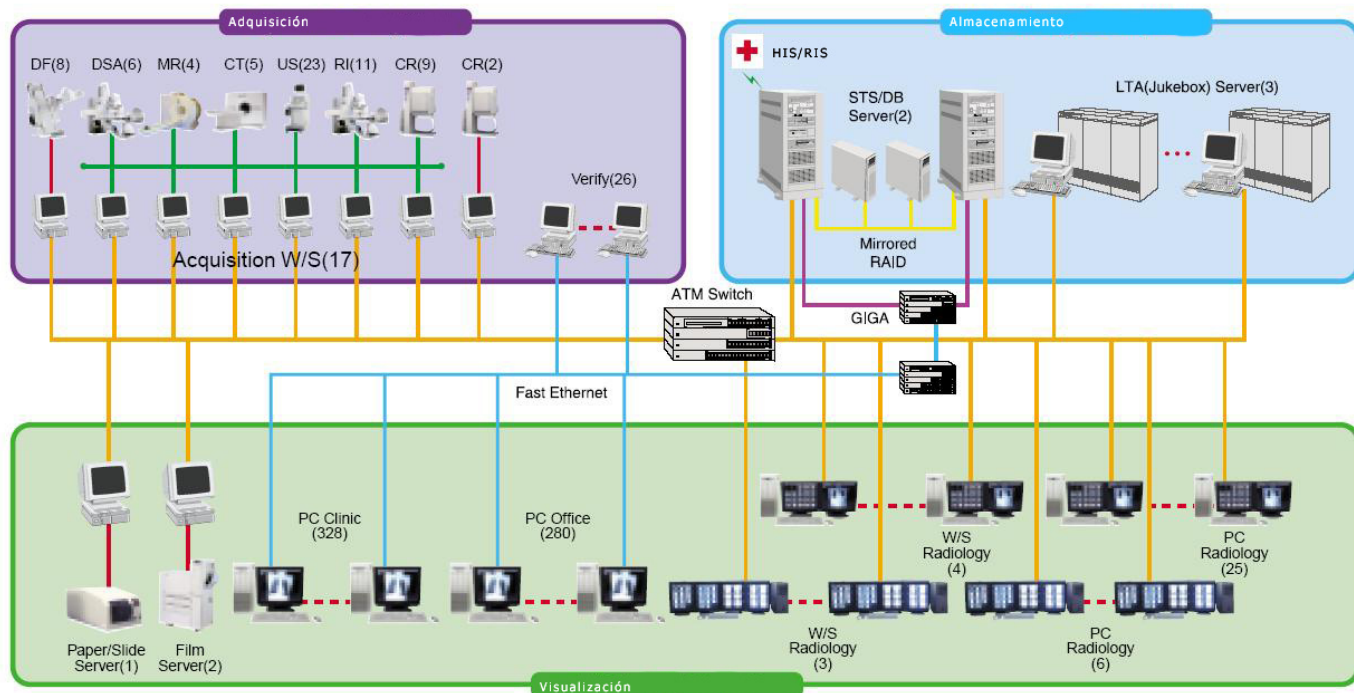 Adquisición
DF(8) DSA(6) MR(4) CT(5) US(23) RI(11) CR(9) CR(2)
Verify(26)
Acquisition W/S(17)
Almacenamiento
HIS/RIS
STS/DB
Server(2)
LTA(Jukebox) Server(3)
Mirrored
RAID
ATM Switch
GIGA
Fast Ethernet
PC Clinic
(328)
PC Office
(280)
W/S
Radiology
(4)
PC
Radiology
(25)
Paper/Slide
Server(1)
Film
Server(2)
W/S
Radiology
(3)
PC
Radiology
(6)
Visualización